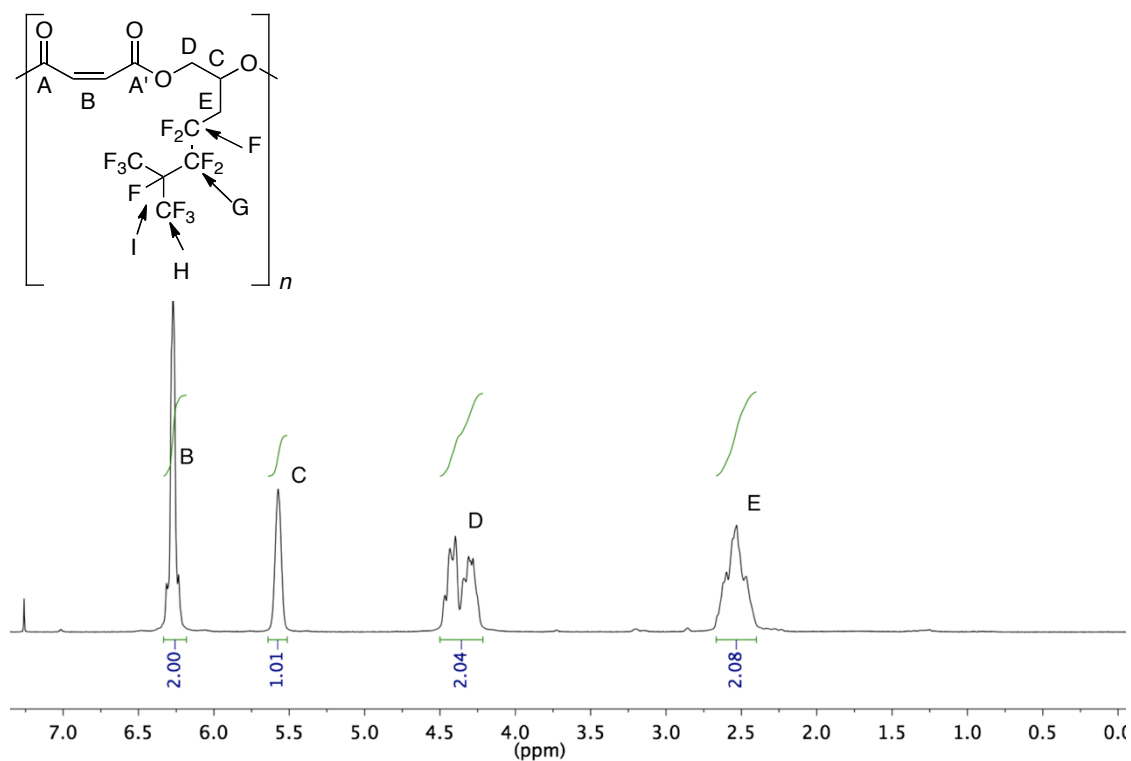 O O
D C O
A A' O
B E
F₂C F
F₃C CF₂
F CF₃ G
I
H
n
B
C
D
E
2.00 1.01 2.04 2.08
7.0 6.5 6.0 5.5 5.0 4.5 4.0 3.5 3.0 2.5 2.0 1.5 1.0 0.5
(ppm)